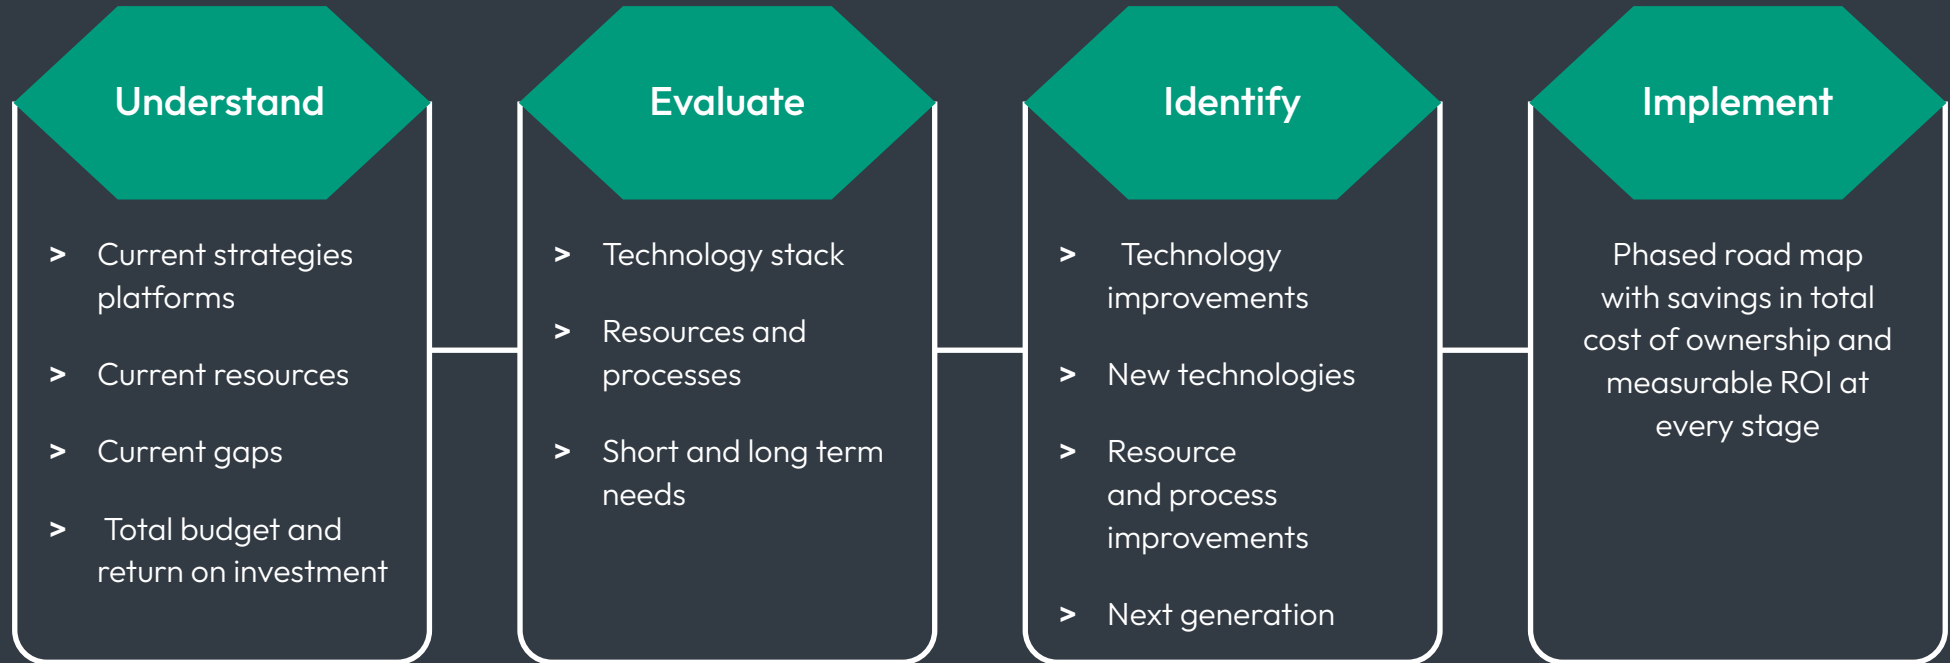 Understand
> Current strategies
platforms
> Current resources
> Current gaps
> Total budget and
return on investment
Evaluate
> Technology stack
> Resources and
processes
> Short and long term
needs
Identify
> Technology
improvements
> New technologies
> Resource
and process
improvements
> Next generation
Implement
Phased road map
with savings in total
cost of ownership and
measurable ROI at
every stage